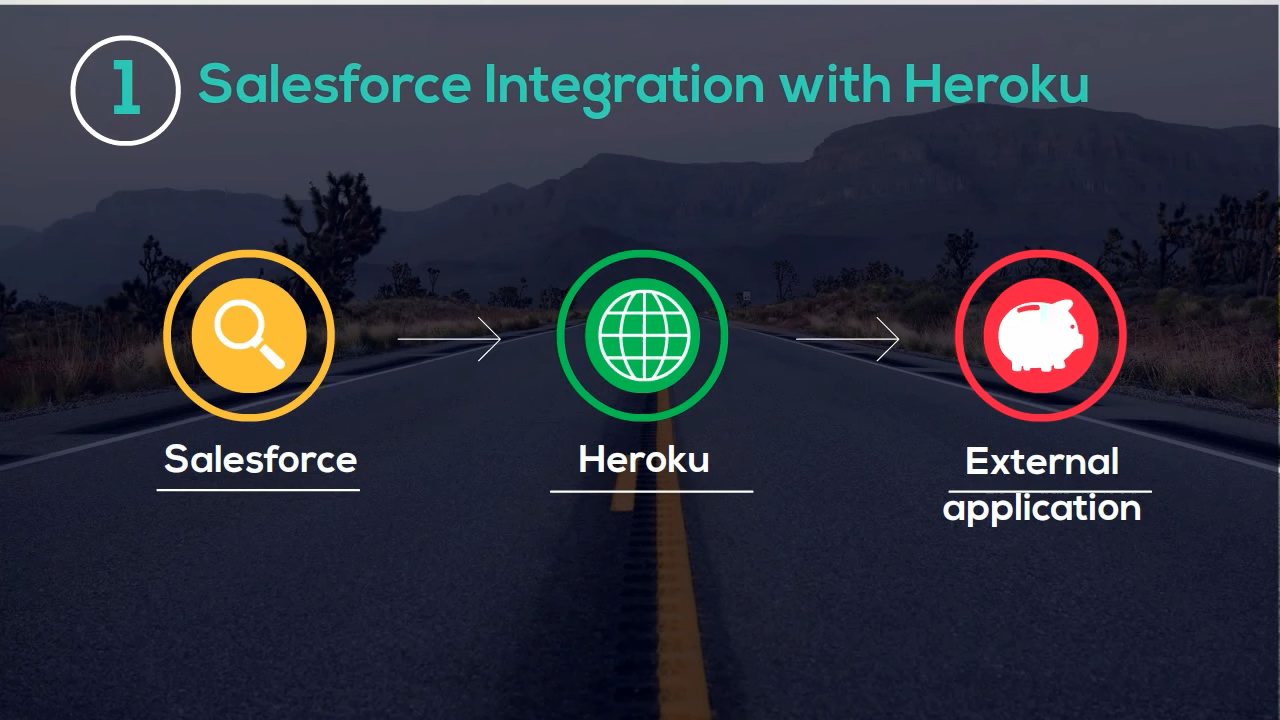 1
Salesforce Integration with Heroku
Salesforce
Heroku
External
application